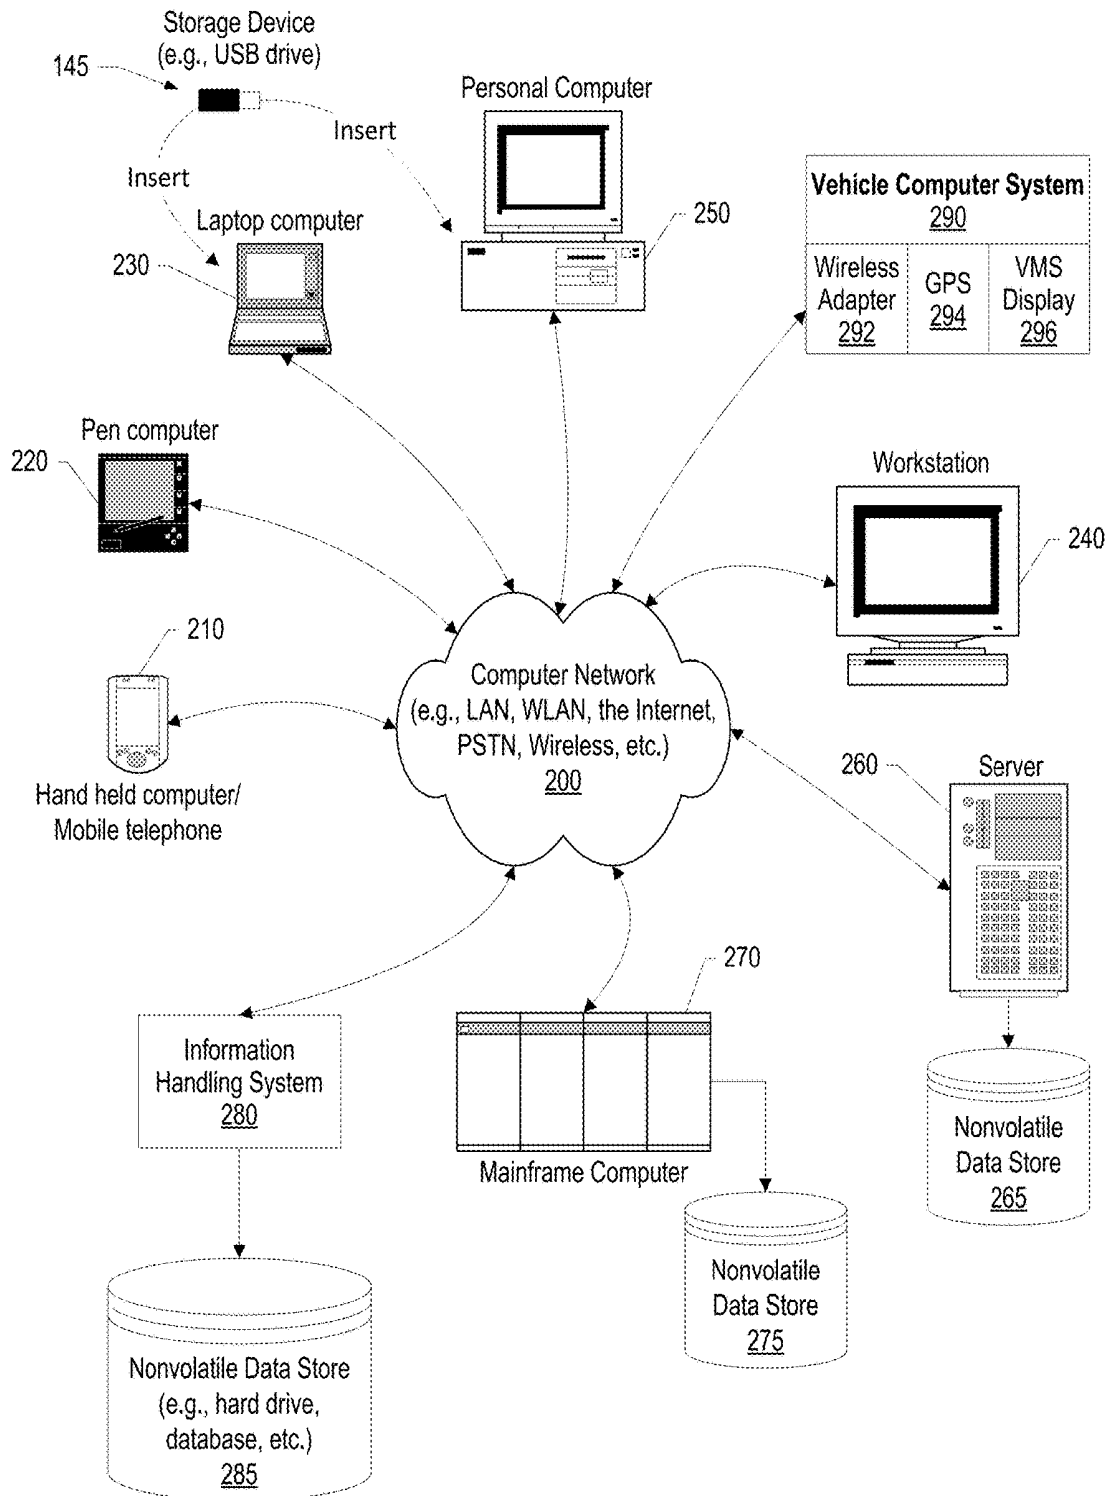 Storage Device
(e.g., USB drive)
145
Insert
Insert
Personal Computer
250
Laptop computer
230
Vehicle Computer System
290
Wireless
Adapter
292
GPS
294
VMS
Display
296
Pen computer
220
Workstation
240
210
Hand held computer/
Mobile telephone
Computer Network
(e.g., LAN, WLAN, the Internet,
PSTN, Wireless, etc.)
200
260
Server
Nonvolatile
Data Store
265
270
Mainframe Computer
Nonvolatile
Data Store
275
Information
Handling System
280
Nonvolatile Data Store
(e.g., hard drive,
database, etc.)
285